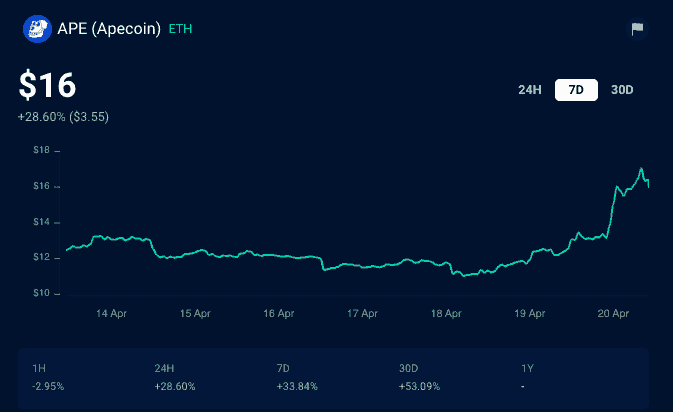 APE (Apecoin) ETH
$16
24H 7D 30D
+28.60% ($3.55)
$18
$16
$14
$12
$10
14 Apr 15 Apr 16 Apr 17 Apr 18 Apr 19 Apr 20 Apr
1H 24H 7D 30D 1Y
-2.95% +28.60% +33.84% +53.09% -